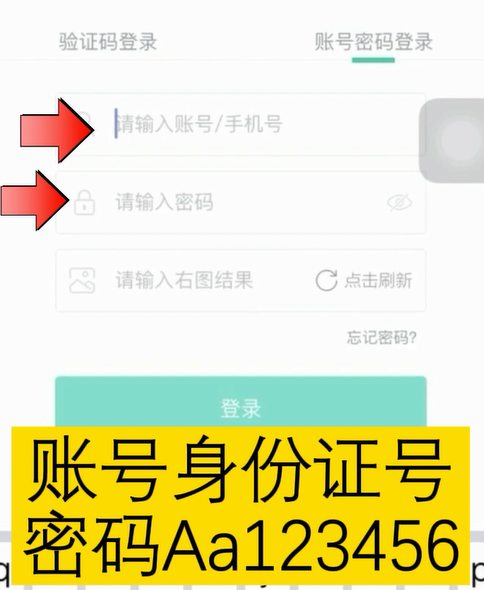 验证码登录 账号密码登录
请输入账号/手机号
请输入密码
请输入右图结果 点击刷新
忘记密码?
登录
账号身份证号
密码Aa123456
q p